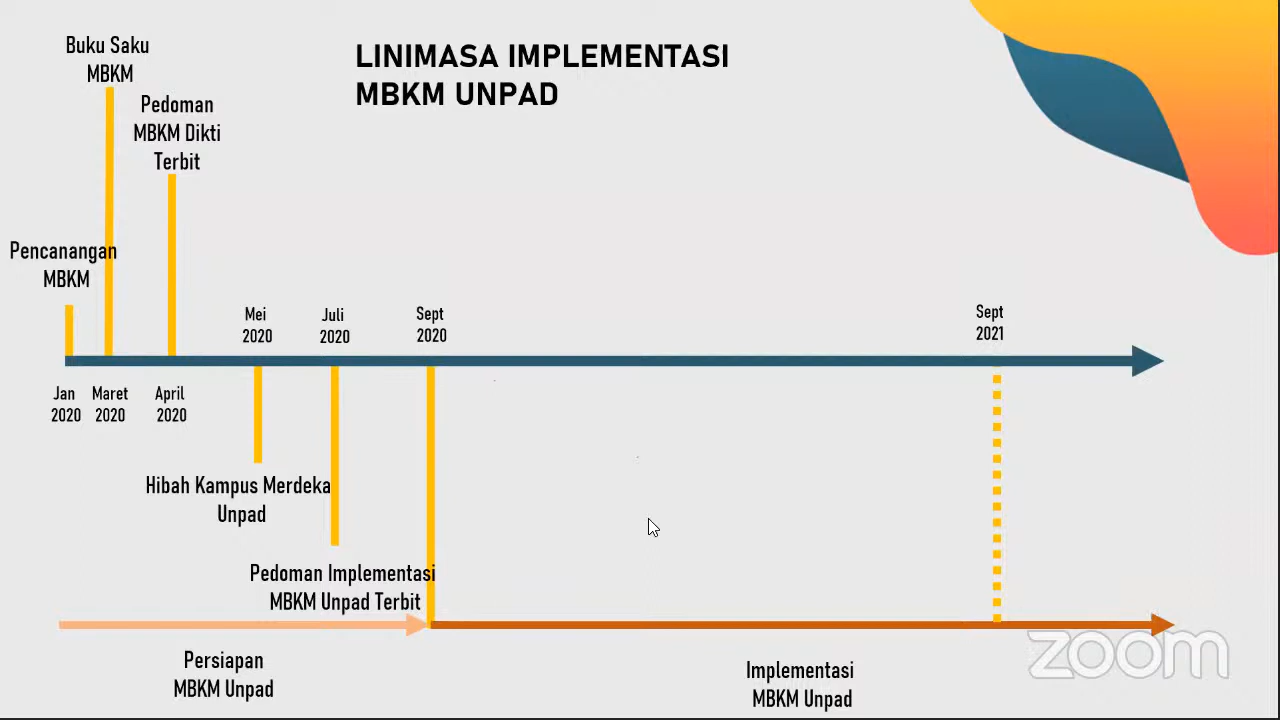 LINIMASA IMPLEMENTASI
MBKM UNPAD
Buku Saku
MBKM
Pedoman
MBKM Dikti
Terbit
Pencanangan
MBKM
Mei
2020
Juli
2020
Sept
2020
Sept
2021
Jan
2020
Maret
2020
April
2020
Hibah Kampus Merdeka
Unpad
Pedoman Implementasi
MBKM Unpad Terbit
Persiapan
MBKM Unpad
Implementasi
MBKM Unpad
zoom